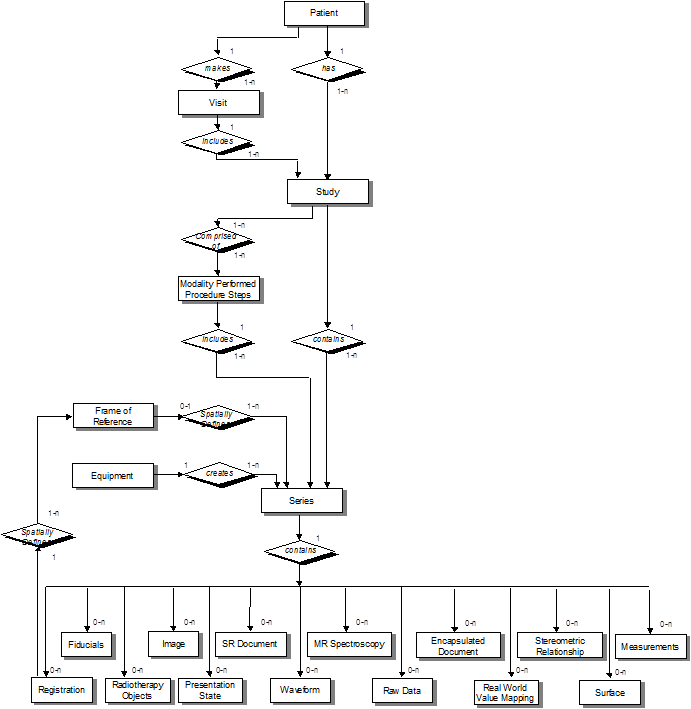 Patient
1
1
makes
has
1-n
1-n
Visit
1
includes
1-n
Study
1-n
Comprised
of
1-n
Modality Performed
Procedure Steps
1
1
includes
contains
1-n
1-n
Frame of
Reference
0-1
Spatially
1-n
Equipment
1
creates
1-n
Series
1-n
Spatially
1
1
contains
0-n
Fiducials
0-n
Image
0-n
SR Document
0-n
MR Spectroscopy
0-n
Encapsulated
Document
0-n
Stereometric
Relationship
0-n
Measurements
0-n
Registration
0-n
Radiotherapy
Objects
0-n
Presentation
State
0-n
Waveform
0-n
Raw Data
0-n
Real World
Value Mapping
0-n
Surface